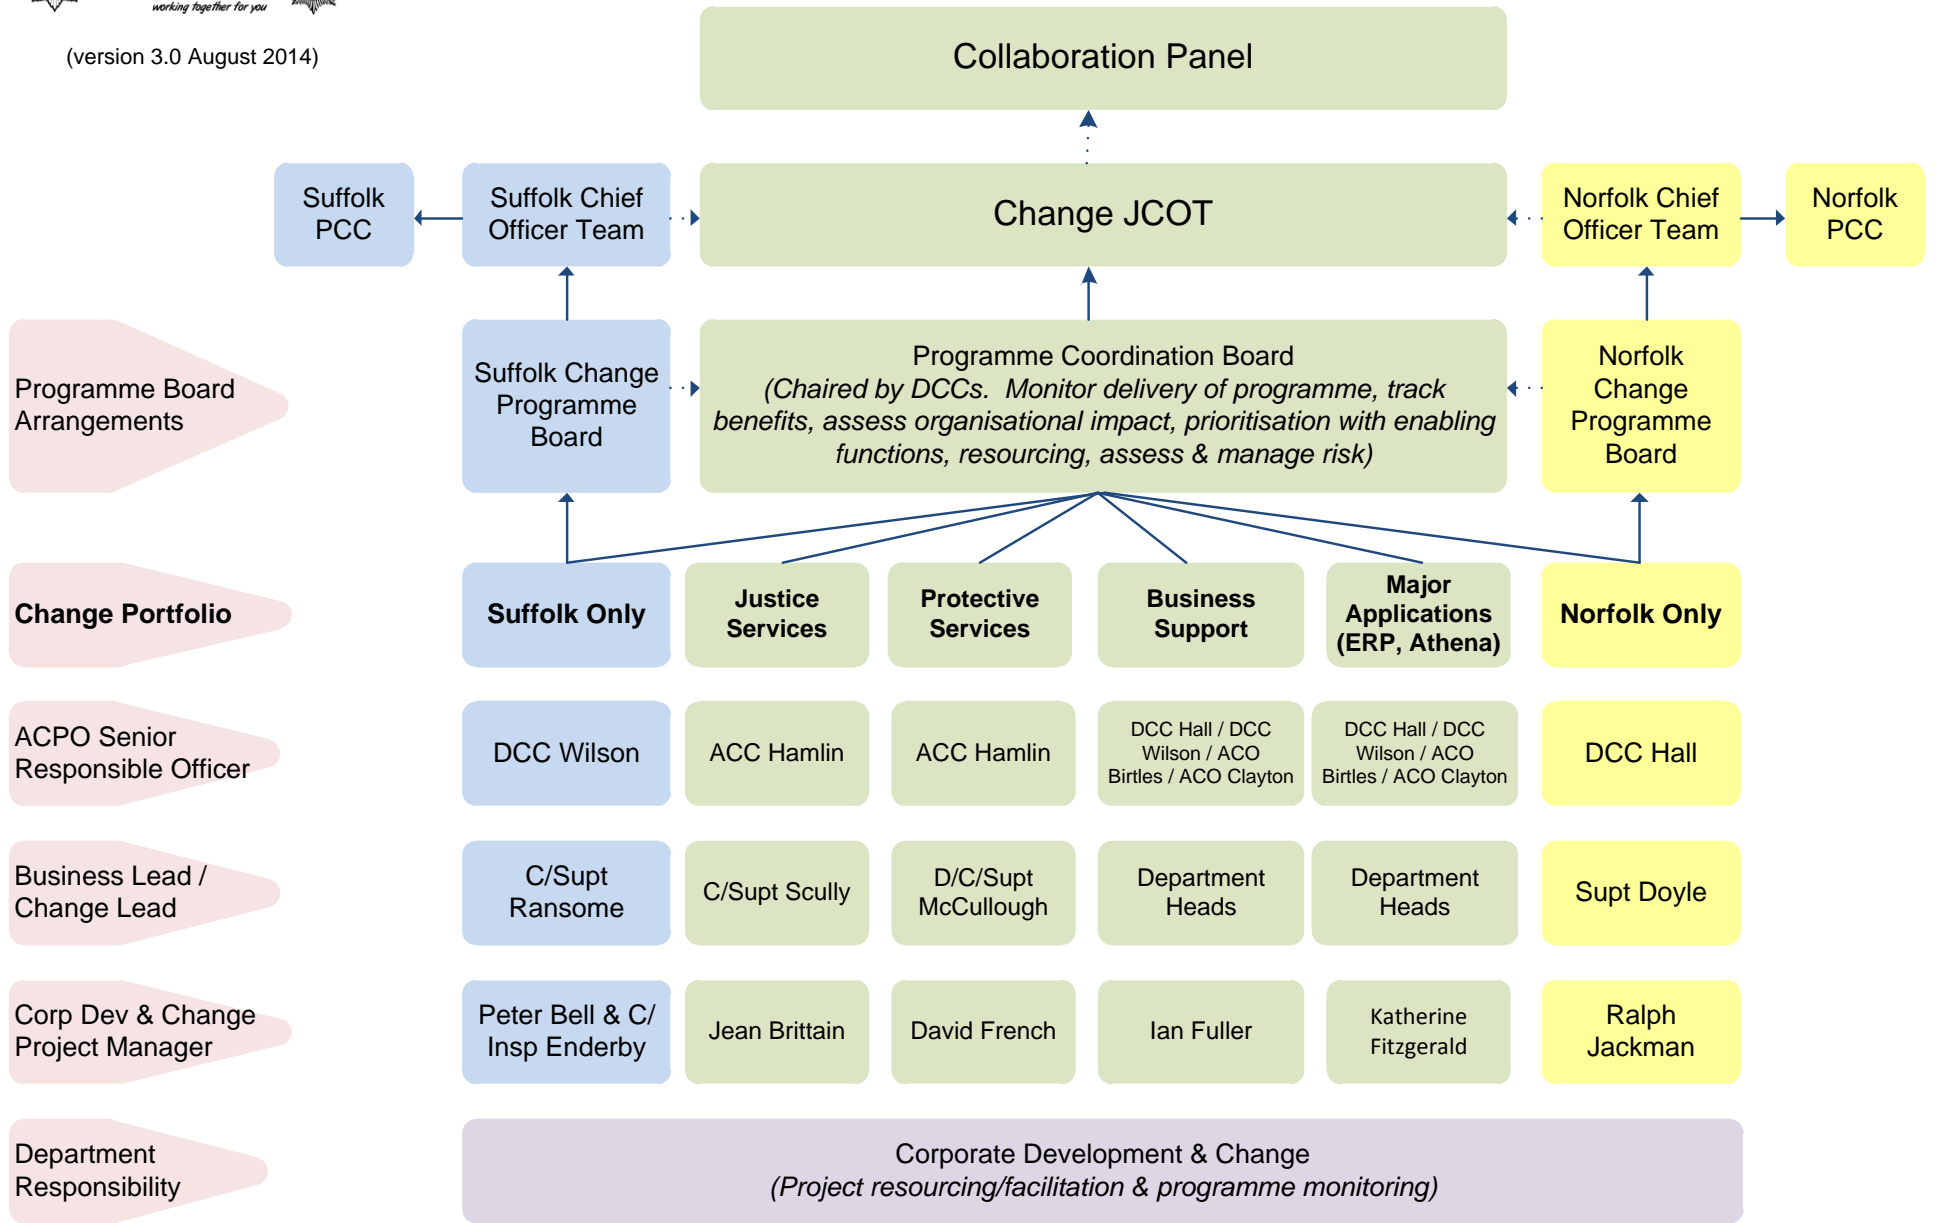 working together for you
(version 3.0 August 2014)
Collaboration Panel
Suffolk
PCC
Suffolk Chief
Officer Team
Change JCOT
Norfolk Chief
Officer Team
Norfolk
PCC
Programme Board
Arrangements
Suffolk Change
Programme
Board
Programme Coordination Board
(Chaired by DCCs. Monitor delivery of programme, track
benefits, assess organisational impact, prioritisation with enabling
functions, resourcing, assess & manage risk)
Norfolk
Change
Programme
Board
Change Portfolio
Suffolk Only
Justice
Services
Protective
Services
Business
Support
Major
Applications
(ERP, Athena)
Norfolk Only
ACPO Senior
Responsible Officer
DCC Wilson
ACC Hamlin
ACC Hamlin
DCC Hall / DCC
Wilson / ACO
Birtles / ACO Clayton
DCC Hall / DCC
Wilson / ACO
Birtles / ACO Clayton
DCC Hall
Business Lead /
Change Lead
C/Supt
Ransome
C/Supt Scully
D/C/Supt
McCullough
Department
Heads
Department
Heads
Supt Doyle
Corp Dev & Change
Project Manager
Peter Bell & C/
Insp Enderby
Jean Brittain
David French
Ian Fuller
Katherine
Fitzgerald
Ralph
Jackman
Department
Responsibility
Corporate Development & Change
(Project resourcing/facilitation & programme monitoring)